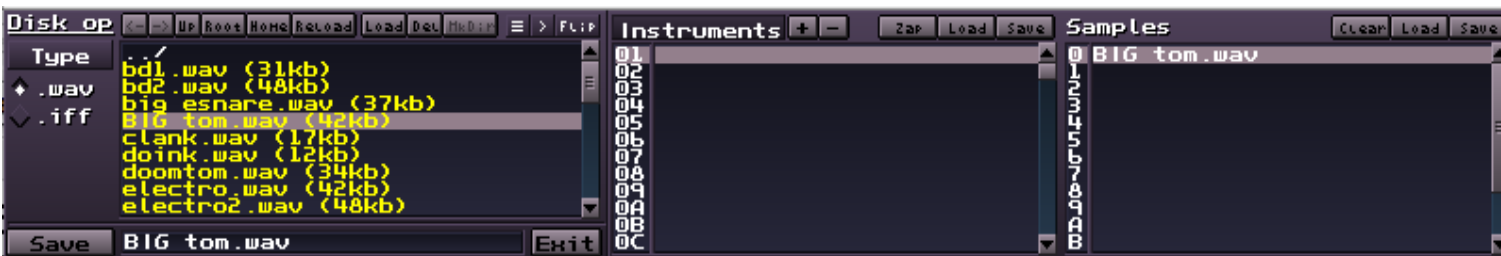 Disk op <- -> Up Root Home Reload Load Del MkDir ☰ > Flip
Type
.wav
.iff
../
bd1.wav (31kb)
bd2.wav (48kb)
big esnare.wav (37kb)
BIG tom.wav (42kb)
clank.wav (17kb)
doink.wav (12kb)
doomtom.wav (34kb)
electro.wav (42kb)
electro2.wav (48kb)
Save BIG tom.wav Exit
Instruments + - Zap Load Save
01
02
03
04
05
06
07
08
09
0A
0B
0C
Samples Clear Load Save
0 BIG tom.wav
1
2
3
4
5
6
7
8
9
A
B